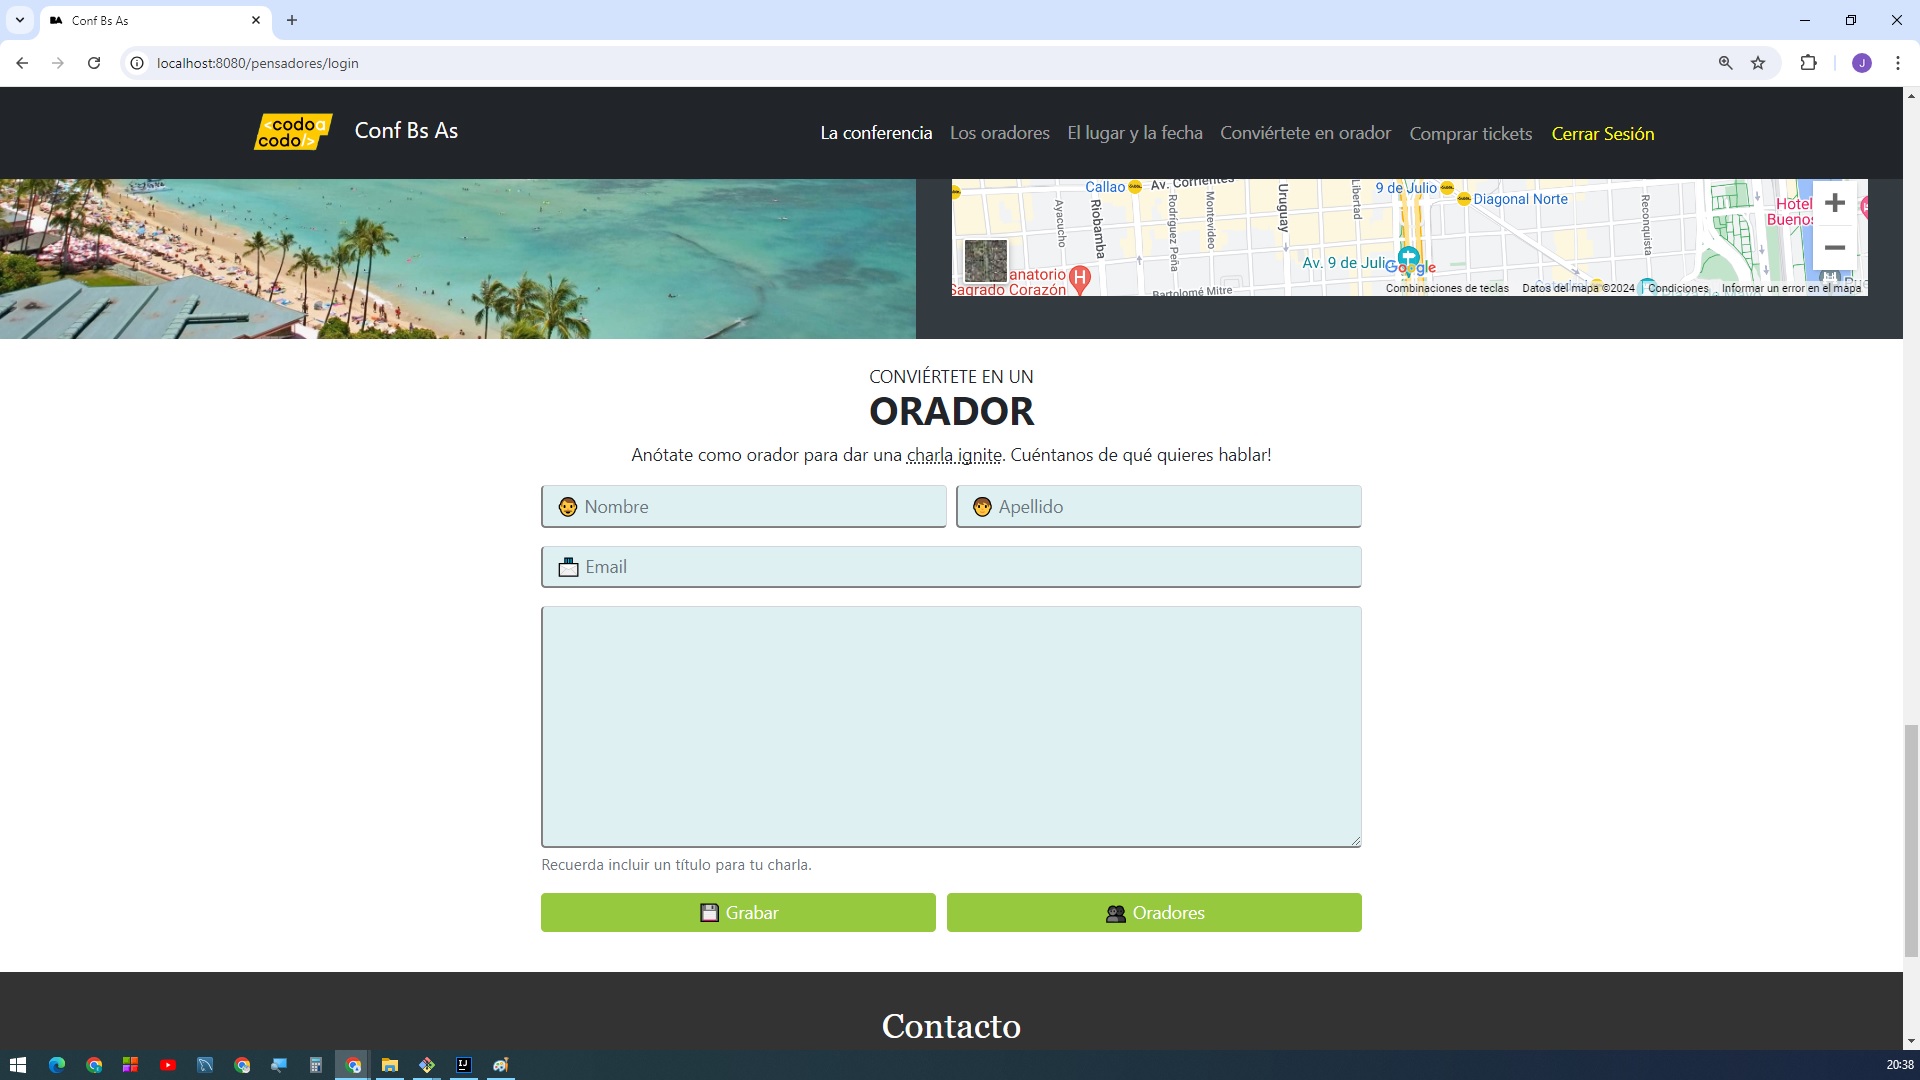 Conf Bs As
localhost:8080/pensadores/login
J
<codoa
codo/>
Conf Bs As
La conferencia
Los oradores
El lugar y la fecha
Conviértete en orador
Comprar tickets
Cerrar Sesión
Callao
Av. Corrientes
9 de Julio
Diagonal Norte
Ayacucho
Riobamba
Rodríguez Peña
Montevideo
Uruguay
Libertad
Reconquista
Hotel
Buenos
Av. 9 de Julio
Google
anatorio
Sagrado Corazón
Bartolomé Mitre
Combinaciones de teclas
Datos del mapa ©2024
Condiciones
Informar un error en el mapa
CONVIÉRTETE EN UN
ORADOR
Anótate como orador para dar una charla ignite. Cuéntanos de qué quieres hablar!
Nombre
Apellido
Email
Recuerda incluir un título para tu charla.
Grabar
Oradores
Contacto
20:38